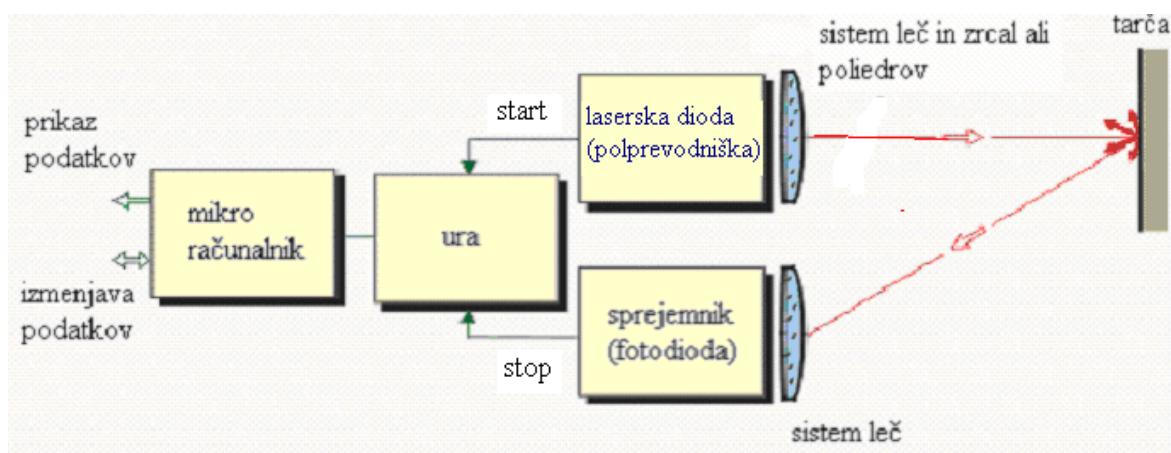 sistem leč in zrcal ali
poliedrov
tarča
start
laserska dioda
(polprevodniška)
prikaz
podatkov
mikro
računalnik
ura
izmenjava
podatkov
sprejemnik
(fotodioda)
stop
sistem leč